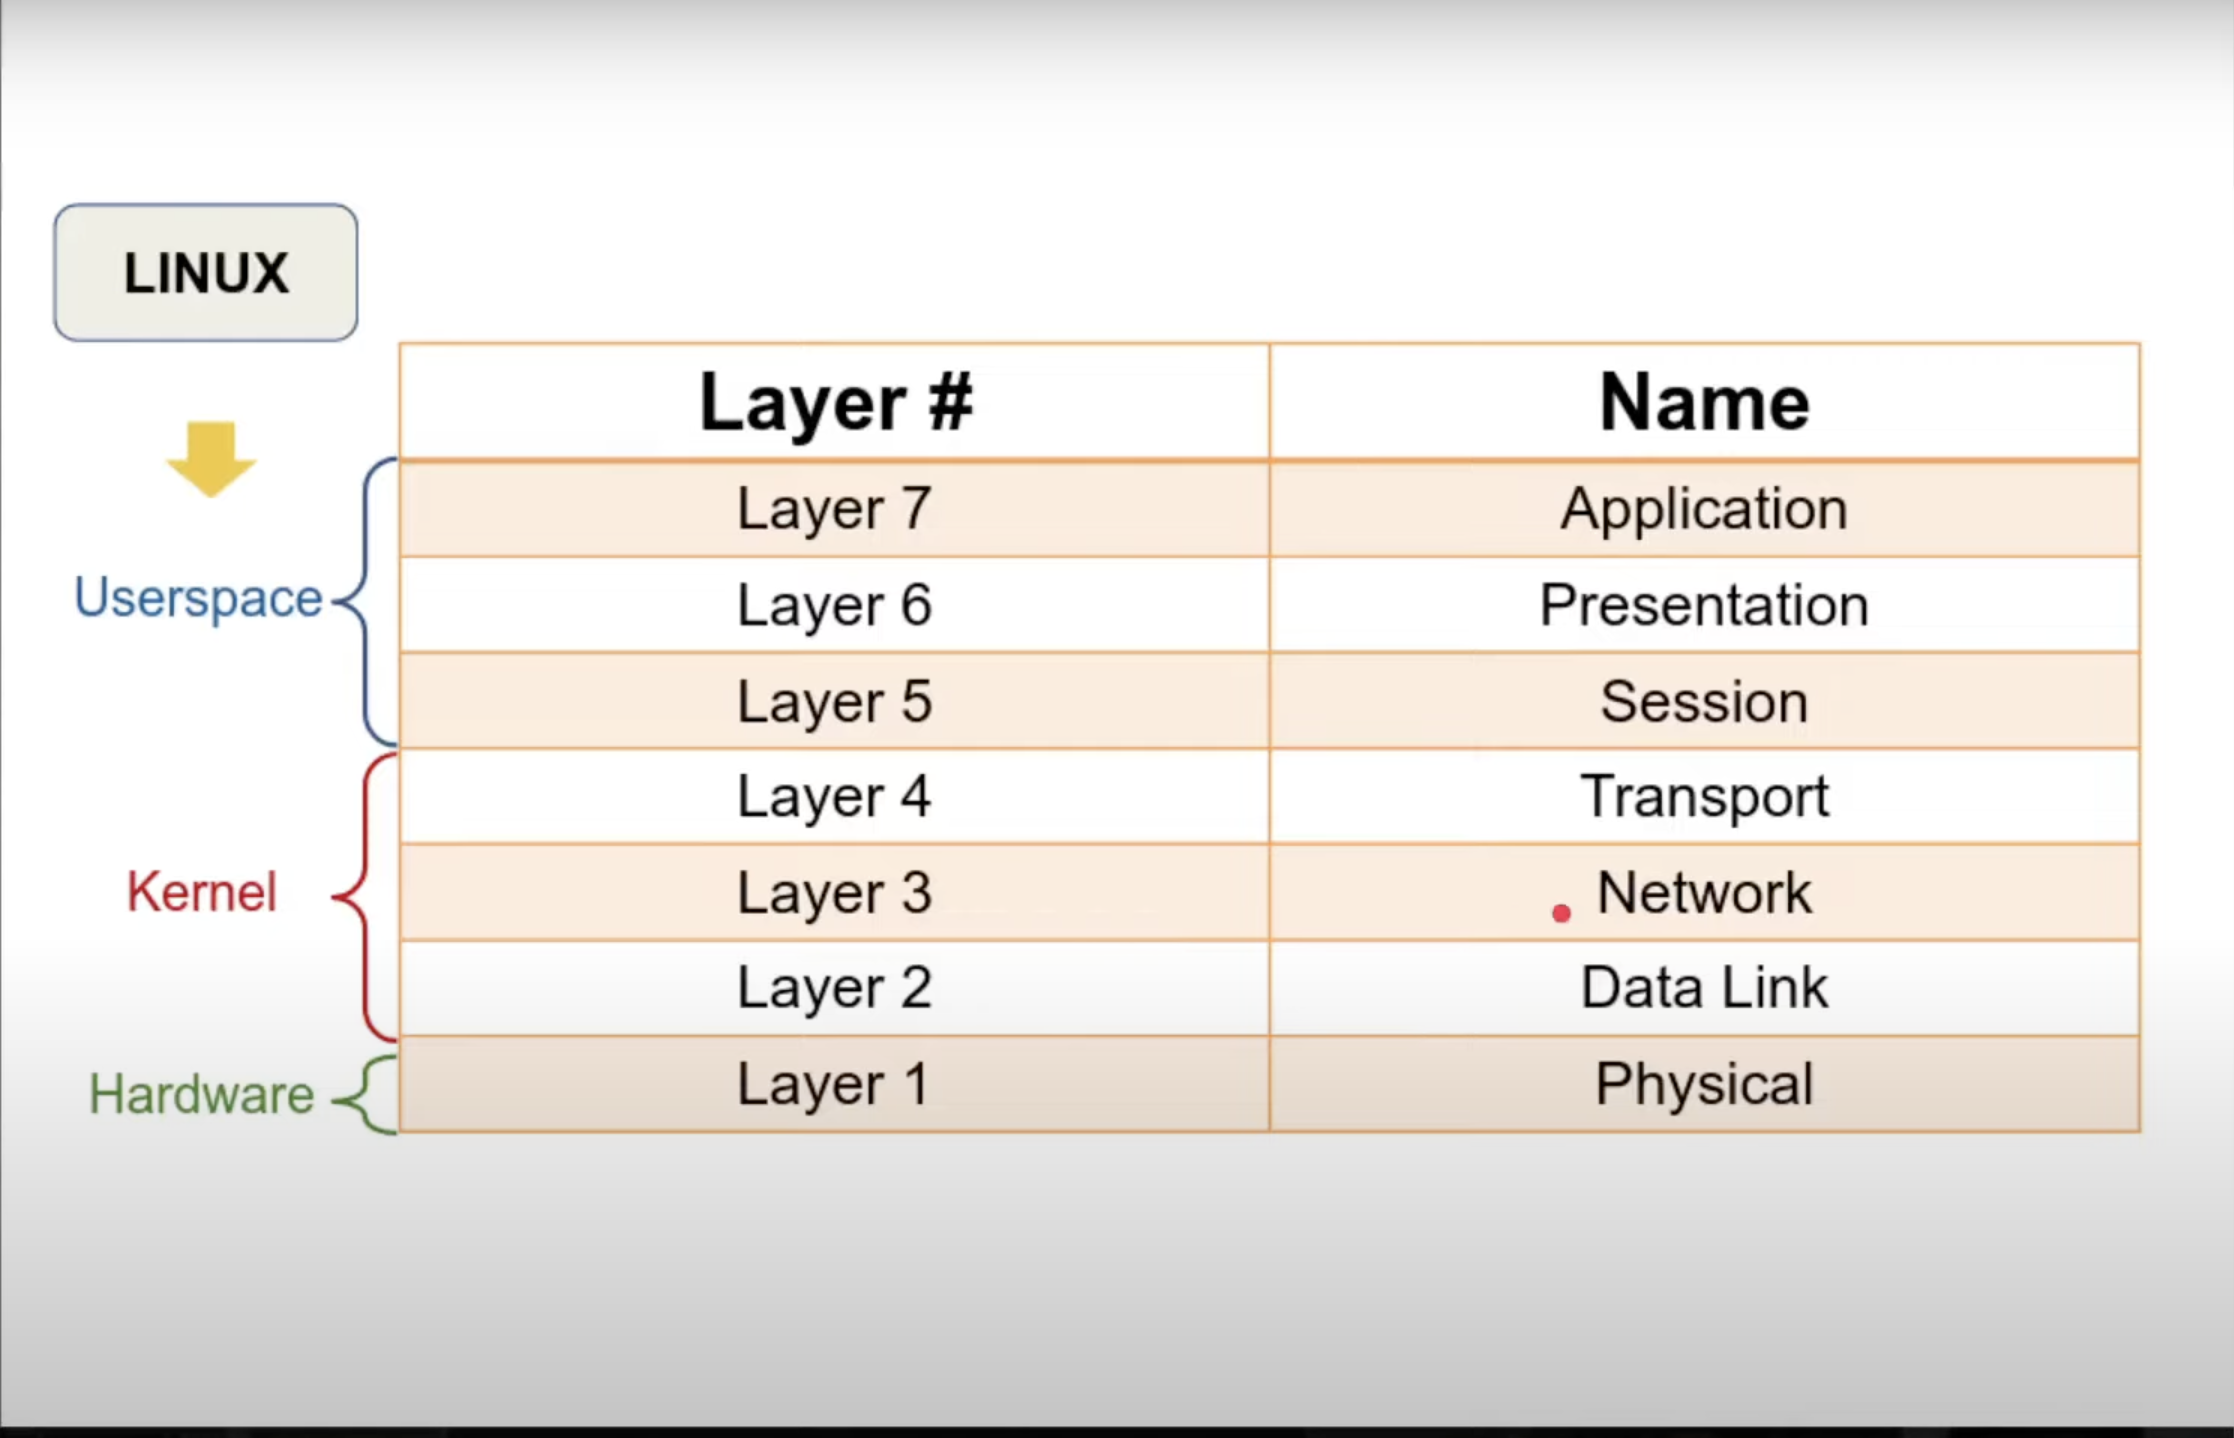 LINUX
Layer # Name
Layer 7 Application
Userspace
Layer 6 Presentation
Layer 5 Session
Layer 4 Transport
Kernel
Layer 3 Network
Layer 2 Data Link
Hardware
Layer 1 Physical